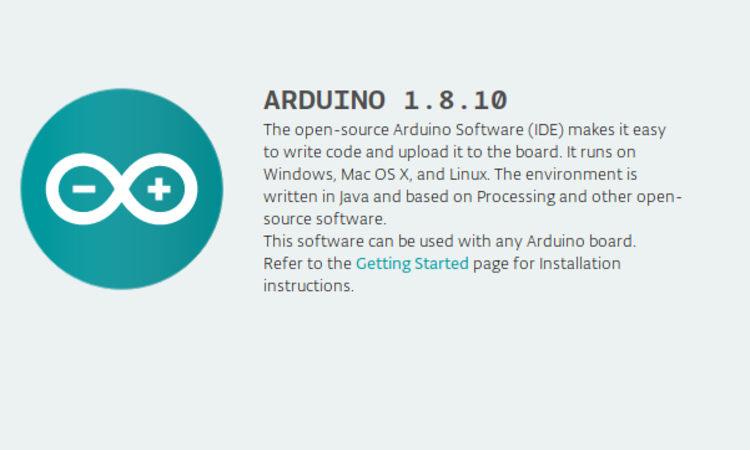 ARDUINO 1.8.10
The open-source Arduino Software (IDE) makes it easy
to write code and upload it to the board. It runs on
Windows, Mac OS X, and Linux. The environment is
written in Java and based on Processing and other open-
source software.
This software can be used with any Arduino board.
Refer to the Getting Started page for Installation
instructions.